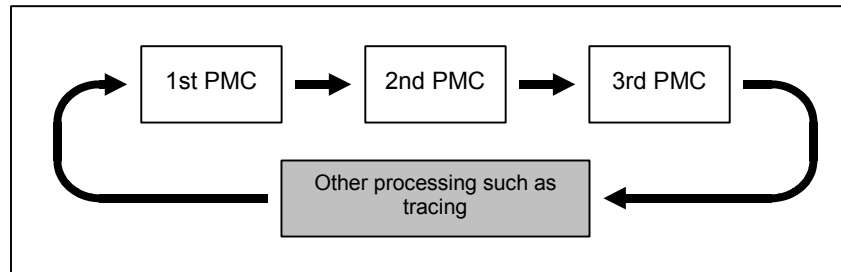 1st PMC
2nd PMC
3rd PMC
Other processing such as
tracing